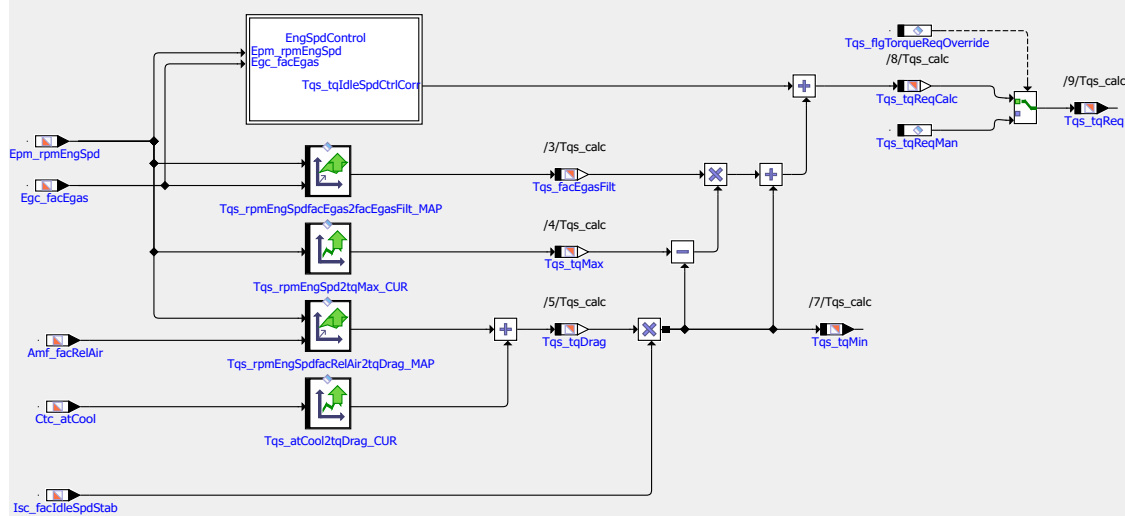 EngSpdControl
Epm_rpmEngSpd
Egc_facEgas
Tqs_tqIdleSpdCtrlCorr
Tqs_flgTorqueReqOverride
/8/Tqs_calc
Tqs_tqReqCalc
/9/Tqs_calc
Tqs_tqReq
Tqs_tqReqMan
Epm_rpmEngSpd
Egc_facEgas
/3/Tqs_calc
Tqs_facEgasFilt
Tqs_rpmEngSpdfacEgas2facEgasFilt_MAP
/4/Tqs_calc
Tqs_tqMax
Tqs_rpmEngSpd2tqMax_CUR
/5/Tqs_calc
Tqs_tqDrag
/7/Tqs_calc
Tqs_tqMin
Amf_facRelAir
Tqs_rpmEngSpdfacRelAir2tqDrag_MAP
Ctc_atCool
Tqs_atCool2tqDrag_CUR
Isc_facIdleSpdStab